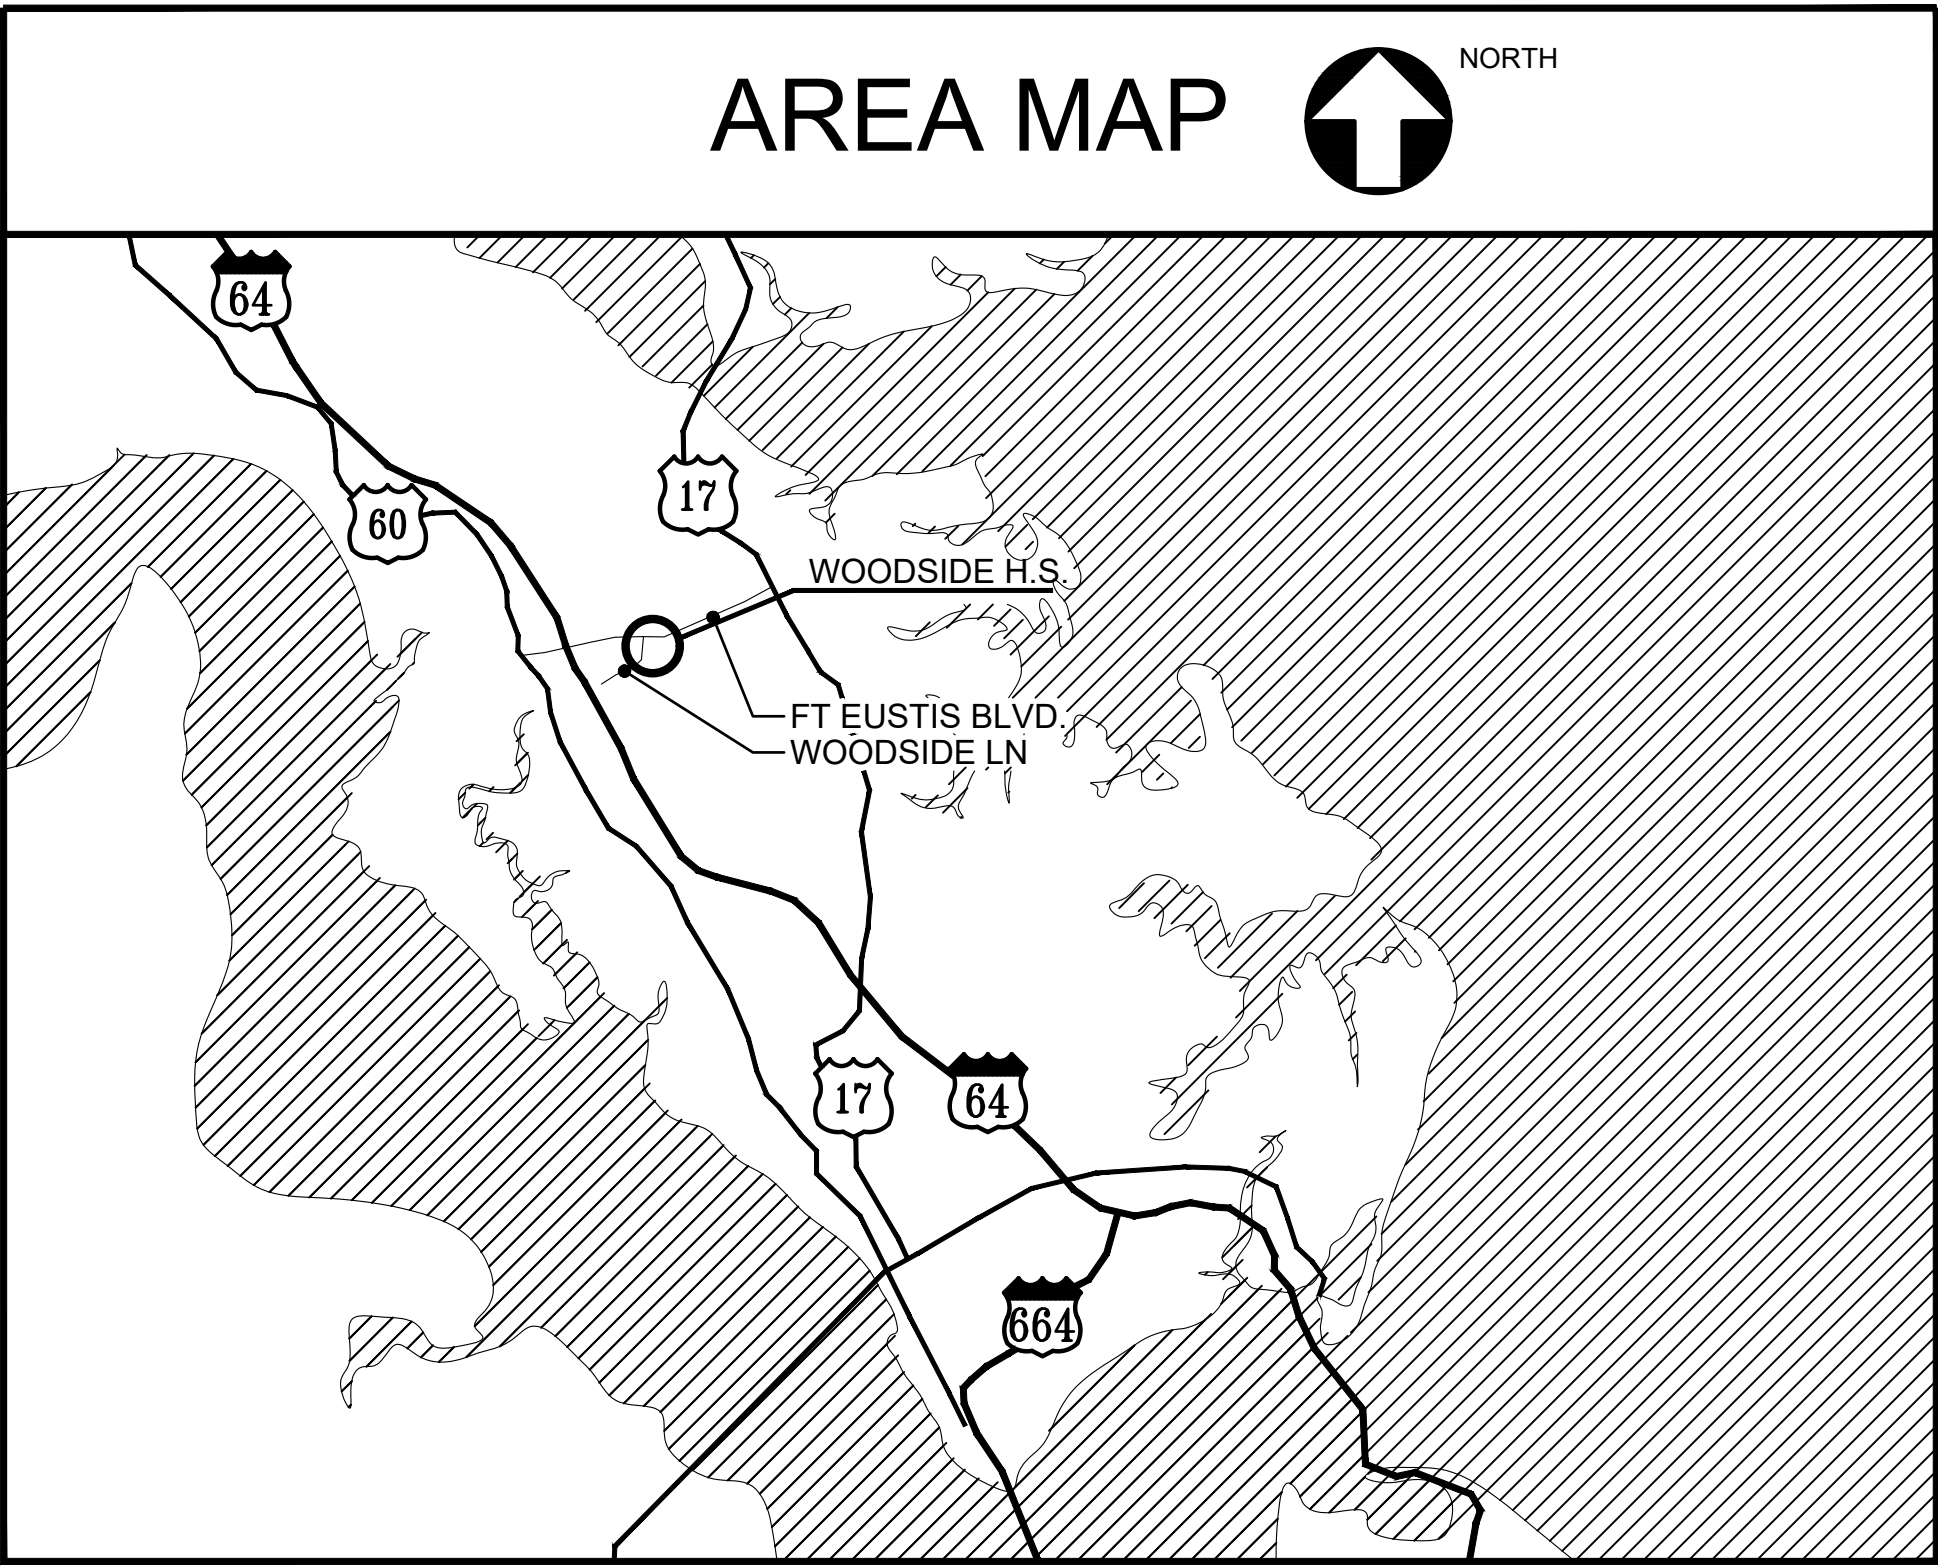 AREA MAP
NORTH
64
60
17
WOODSIDE H.S.
FT EUSTIS BLVD.
WOODSIDE LN
17
64
664